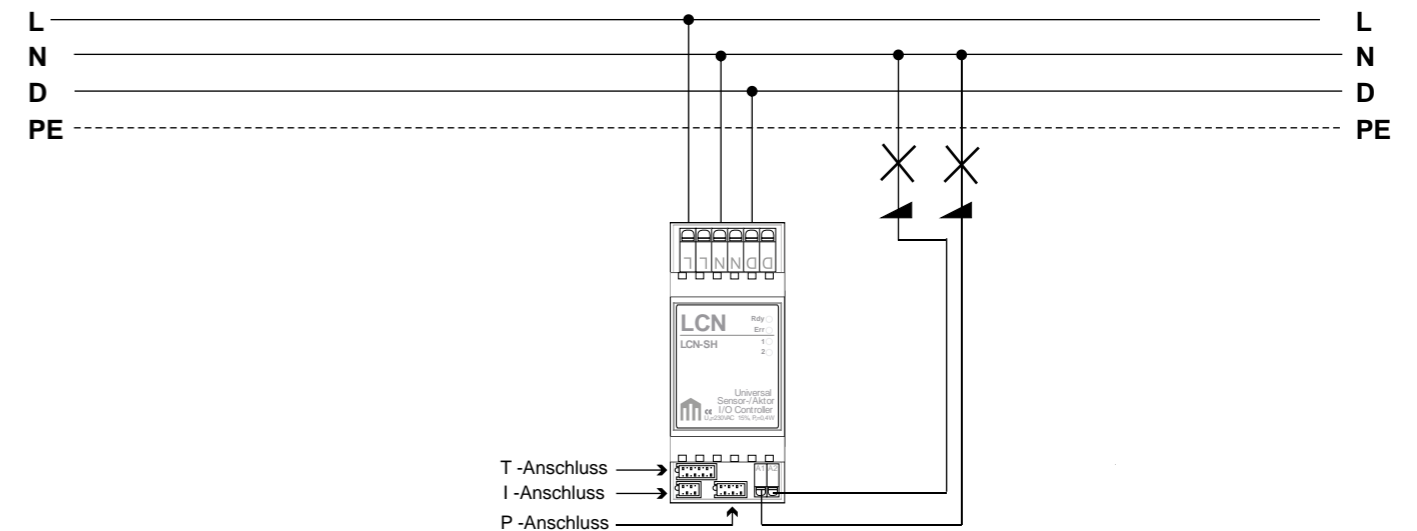 L L
N N
D D
PE PE
L L N N D D
LCN
Rdy
Err
LCN-SH
1
2
Universal
Sensor-/Aktor
I/O Controller
A1 A2
T -Anschluss
I -Anschluss
P -Anschluss